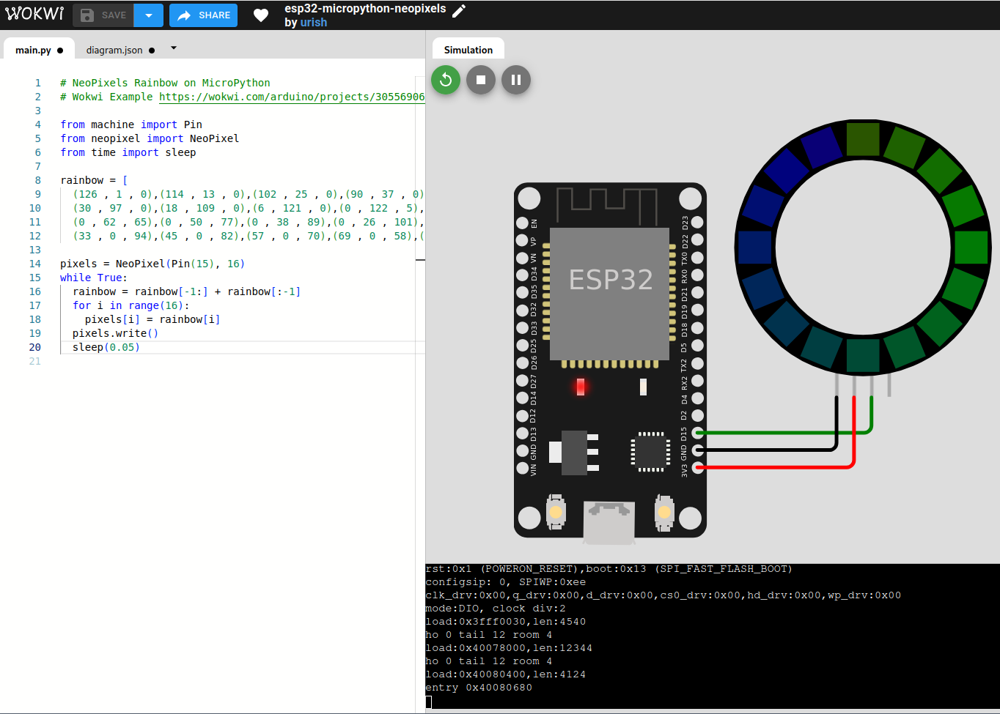 WOKWI
SAVE
SHARE
esp32-micropython-neopixels
by urish
main.py
diagram.json
1 # NeoPixels Rainbow on MicroPython
2 # Wokwi Example https://wokwi.com/arduino/projects/30556906
3
4 from machine import Pin
5 from neopixel import NeoPixel
6 from time import sleep
7
8 rainbow = [
9 (126 , 1 , 0),(114 , 13 , 0),(102 , 25 , 0),(90 , 37 , 0)
10 (30 , 97 , 0),(18 , 109 , 0),(6 , 121 , 0),(0 , 122 , 5),
11 (0 , 62 , 65),(0 , 50 , 77),(0 , 38 , 89),(0 , 26 , 101),
12 (33 , 0 , 94),(45 , 0 , 82),(57 , 0 , 70),(69 , 0 , 58),(
13
14 pixels = NeoPixel(Pin(15), 16)
15 while True:
16 rainbow = rainbow[-1:] + rainbow[:-1]
17 for i in range(16):
18 pixels[i] = rainbow[i]
19 pixels.write()
20 sleep(0.05)
21
Simulation
ESP32
EN
VP
VN
D34
D35
D32
D33
D25
D26
D27
D14
D12
D13
GND
VIN
D23
D22
TX0
RX0
D21
D19
D18
D5
TX2
RX2
D4
D2
D15
GND
3V3
rst:0x1 (POWERON_RESET),boot:0x13 (SPI_FAST_FLASH_BOOT)
configsip: 0, SPIWP:0xee
clk_drv:0x00,q_drv:0x00,d_drv:0x00,cs0_drv:0x00,hd_drv:0x00,wp_drv:0x00
mode:DIO, clock div:2
load:0x3fff0030,len:4540
ho 0 tail 12 room 4
load:0x40078000,len:12344
ho 0 tail 12 room 4
load:0x40080400,len:4124
entry 0x40080680